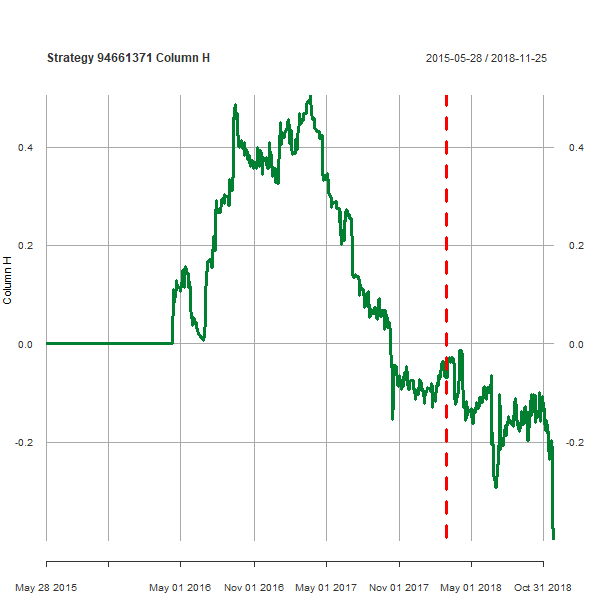 Strategy 94661371 Column H
2015-05-28 / 2018-11-25
0.4
0.4
0.2
0.2
Column H
0.0
0.0
-0.2
-0.2
May 28 2015
May 01 2016
Nov 01 2016
May 01 2017
Nov 01 2017
May 01 2018
Oct 31 2018